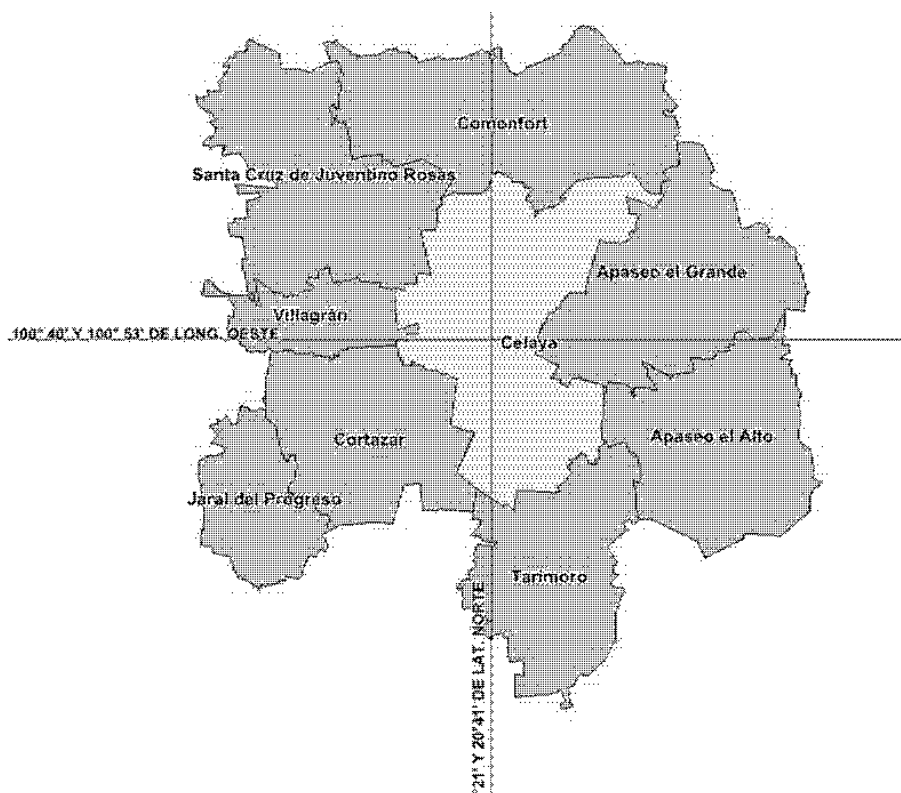 Comonfort
Santa Cruz de Juventino Rosas
Apaseo el Grande
Villagrán
100° 40' Y 100° 53' DE LONG. OESTE
Celaya
Cortazar
Apaseo el Alto
Jaral del Progreso
Tarimoro
21' Y 20°41' DE LAT. NORTE